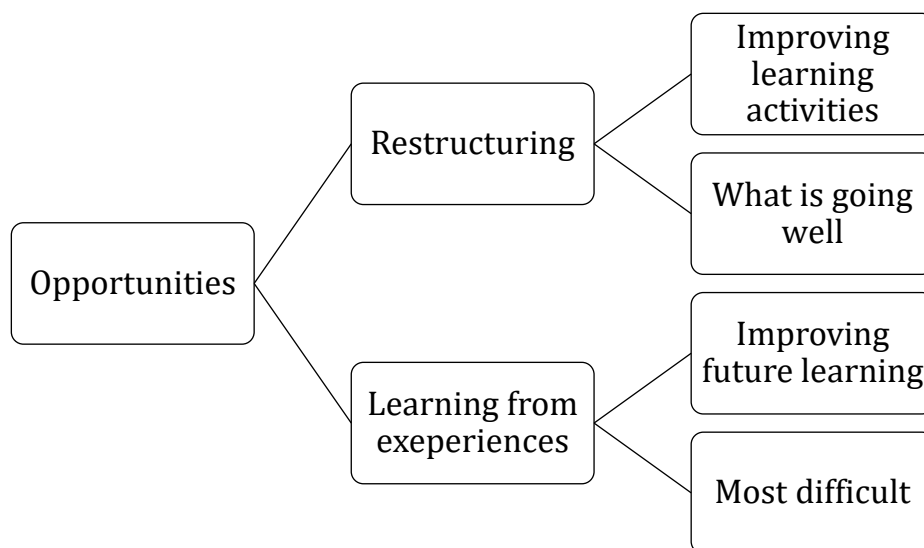 Opportunities
Restructuring
Improving
learning
activities
What is going
well
Learning from
exeperiences
Improving
future learning
Most difficult